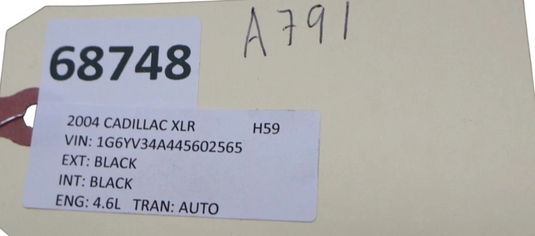 A791
68748
2004 CADILLAC XLR H59
VIN: 1G6YV34A445602565
EXT: BLACK
INT: BLACK
ENG: 4.6L TRAN: AUTO